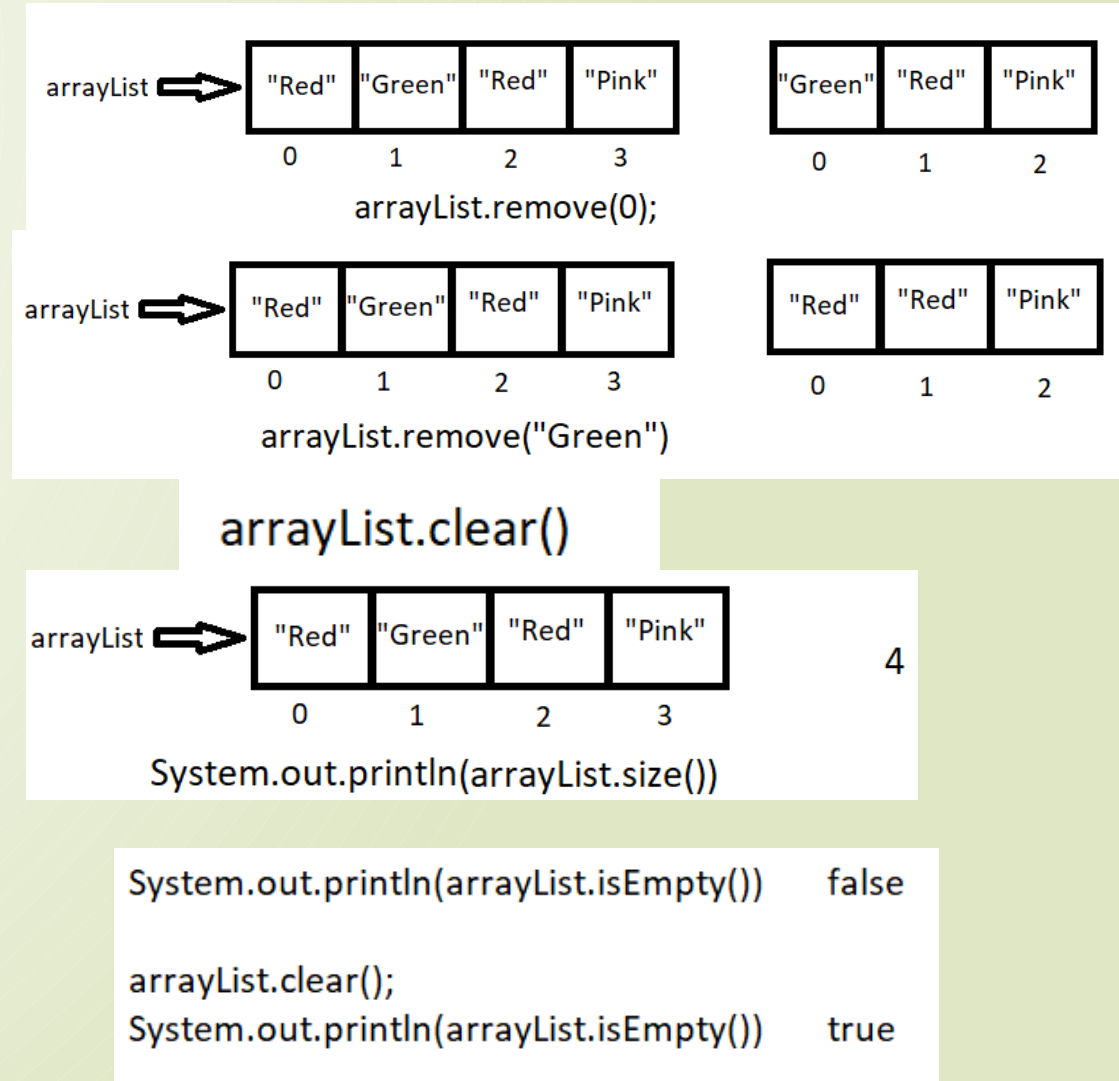 arrayList "Red" "Green" "Red" "Pink" "Green" "Red" "Pink"
0 1 2 3 0 1 2
arrayList.remove(0);
arrayList "Red" "Green" "Red" "Pink" "Red" "Red" "Pink"
0 1 2 3 0 1 2
arrayList.remove("Green")
arrayList.clear()
arrayList "Red" "Green" "Red" "Pink" 4
0 1 2 3
System.out.println(arrayList.size())
System.out.println(arrayList.isEmpty()) false
arrayList.clear();
System.out.println(arrayList.isEmpty()) true